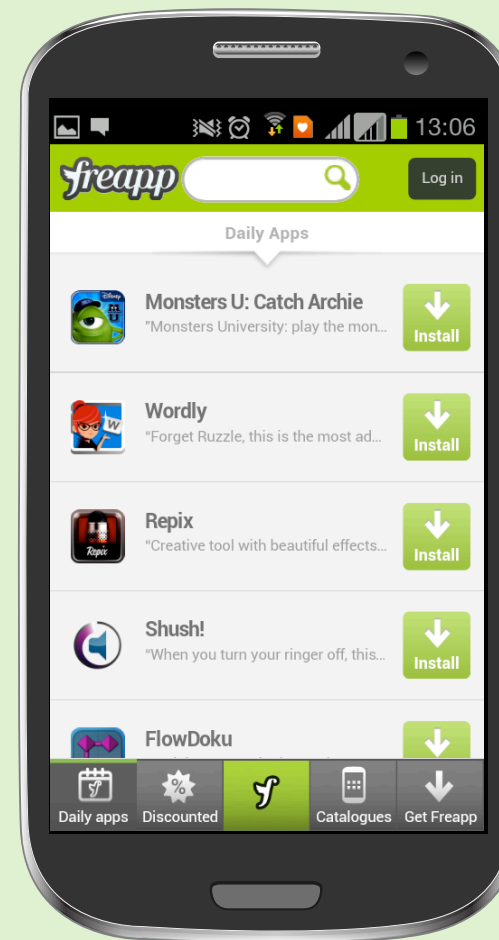 13:06
freapp
Log in
Daily Apps
Monsters U: Catch Archie
"Monsters University: play the mon...
Install
Wordly
"Forget Ruzzle, this is the most ad...
Install
Repix
Repix
"Creative tool with beautiful effects...
Install
Shush!
"When you turn your ringer off, this...
Install
FlowDoku
Daily apps
Discounted
Catalogues
Get Freapp